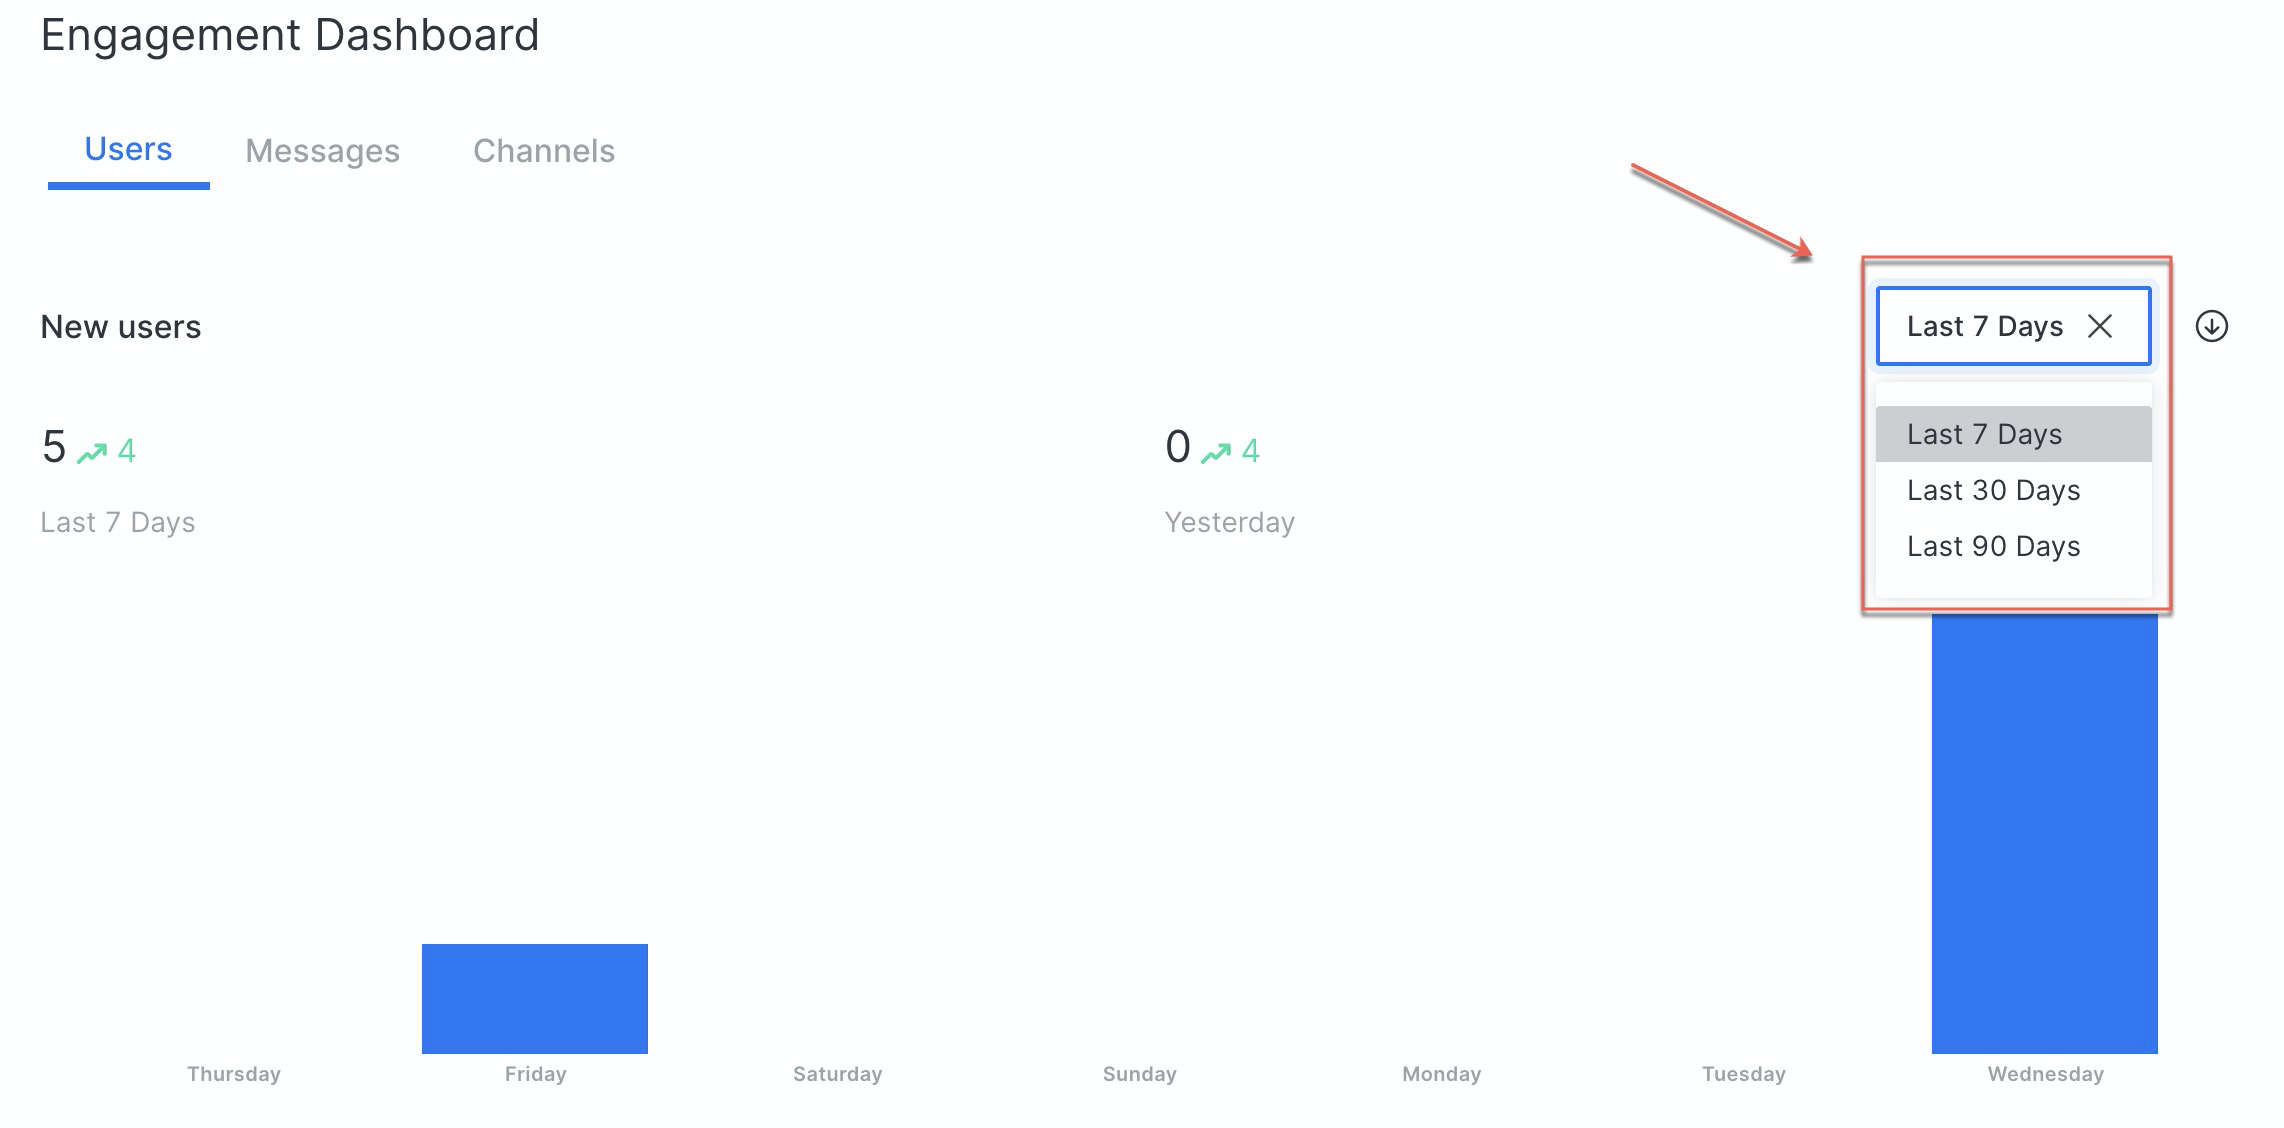 Engagement Dashboard
Users Messages Channels
New users
Last 7 Days
5 4
Last 7 Days
0 4
Yesterday
Last 7 Days
Last 30 Days
Last 90 Days
Thursday Friday Saturday Sunday Monday Tuesday Wednesday